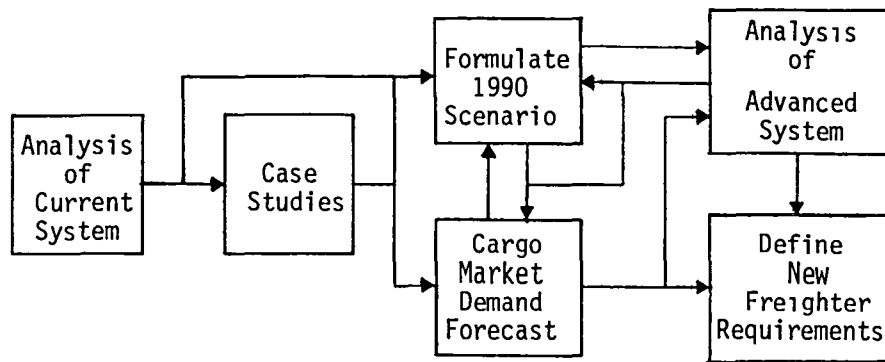 Analysis
of
Current
System
Case
Studies
Formulate
1990
Scenario
Cargo
Market
Demand
Forecast
Analysis
of
Advanced
System
Define
New
Freighter
Requirements